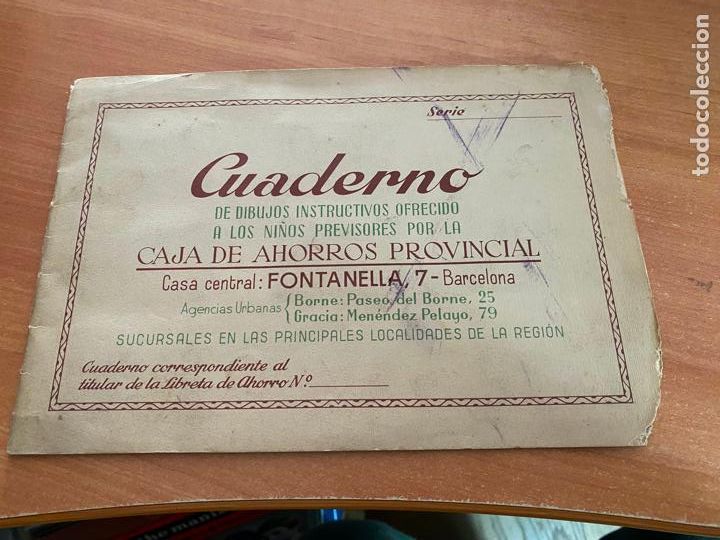 Serie
Cuaderno
DE DIBUJOS INSTRUCTIVOS OFRECIDO
A LOS NIÑOS PREVISORES POR LA
CAJA DE AHORROS PROVINCIAL
Casa central: FONTANELLA, 7-Barcelona
Agencias Urbanas { Borne: Paseo del Borne, 25
Gracia: Menéndez Pelayo, 79
SUCURSALES EN LAS PRINCIPALES LOCALIDADES DE LA REGIÓN
Cuaderno correspondiente al
titular de la Libreta de Ahorro N.º
todocoleccion